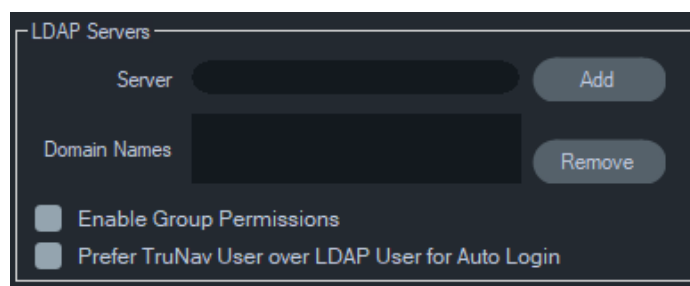 LDAP Servers
Server Add
Domain Names Remove
Enable Group Permissions
Prefer TruNav User over LDAP User for Auto Login